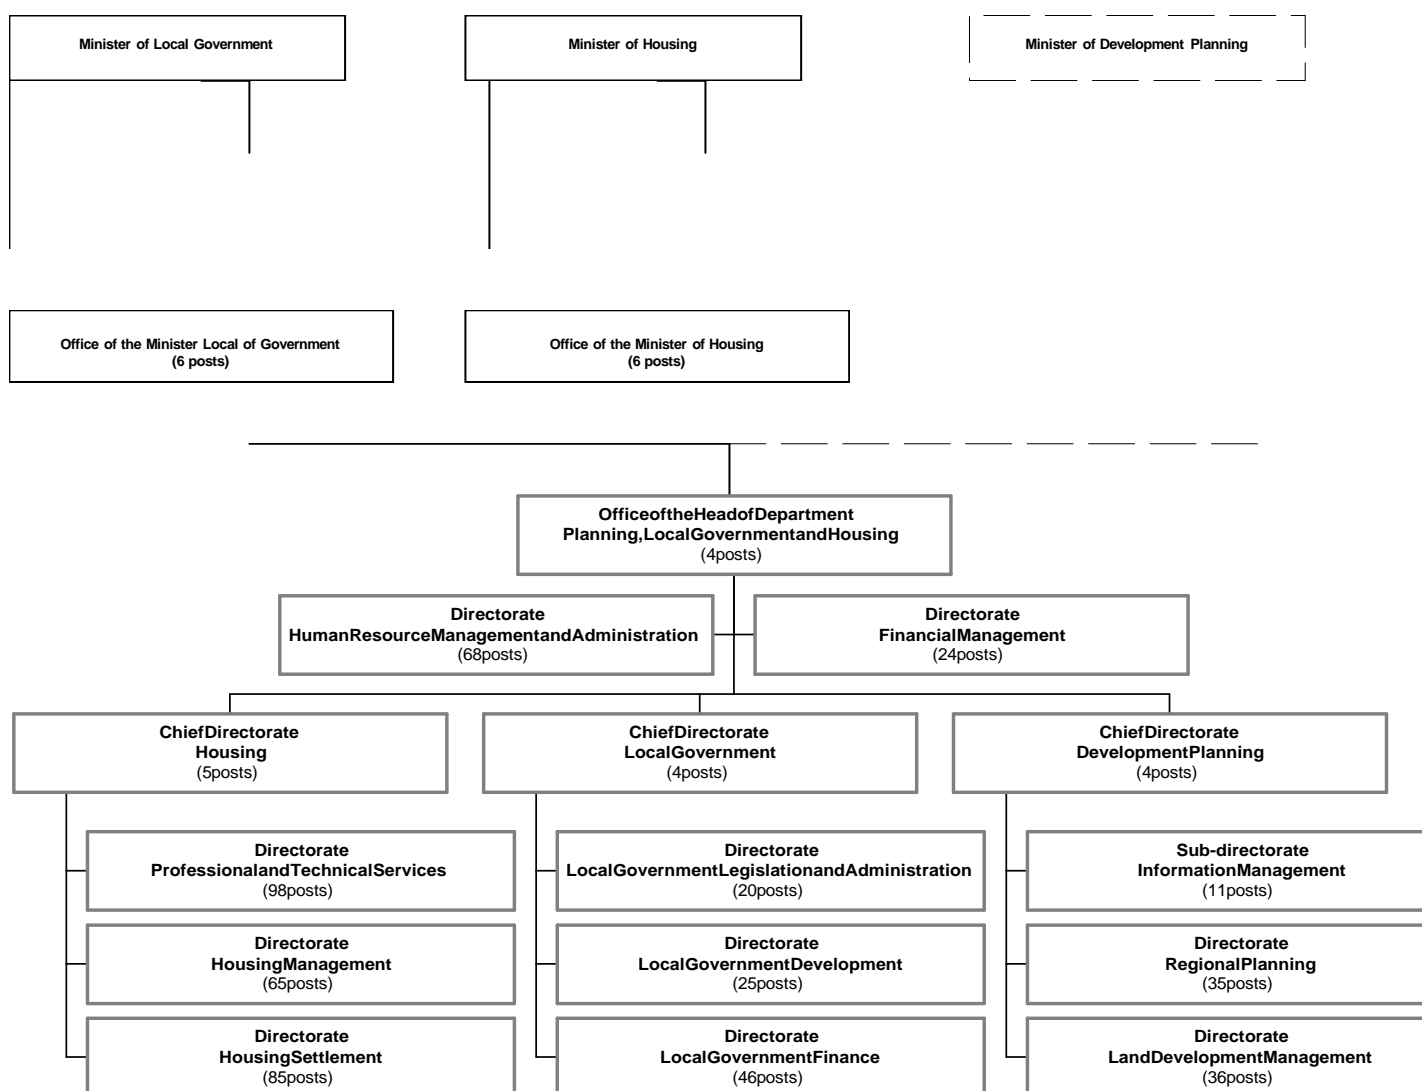 Minister of Local Government
Minister of Housing
Minister of Development Planning
Office of the Minister Local of Government
(6 posts)
Office of the Minister of Housing
(6 posts)
OfficeoftheHeadofDepartment
Planning,LocalGovernmentandHousing
(4posts)
Directorate
HumanResourceManagementandAdministration
(68posts)
Directorate
FinancialManagement
(24posts)
ChiefDirectorate
Housing
(5posts)
ChiefDirectorate
LocalGovernment
(4posts)
ChiefDirectorate
DevelopmentPlanning
(4posts)
Directorate
ProfessionalandTechnicalServices
(98posts)
Directorate
LocalGovernmentLegislationandAdministration
(20posts)
Sub-directorate
InformationManagement
(11posts)
Directorate
HousingManagement
(65posts)
Directorate
LocalGovernmentDevelopment
(25posts)
Directorate
RegionalPlanning
(35posts)
Directorate
HousingSettlement
(85posts)
Directorate
LocalGovernmentFinance
(46posts)
Directorate
LandDevelopmentManagement
(36posts)